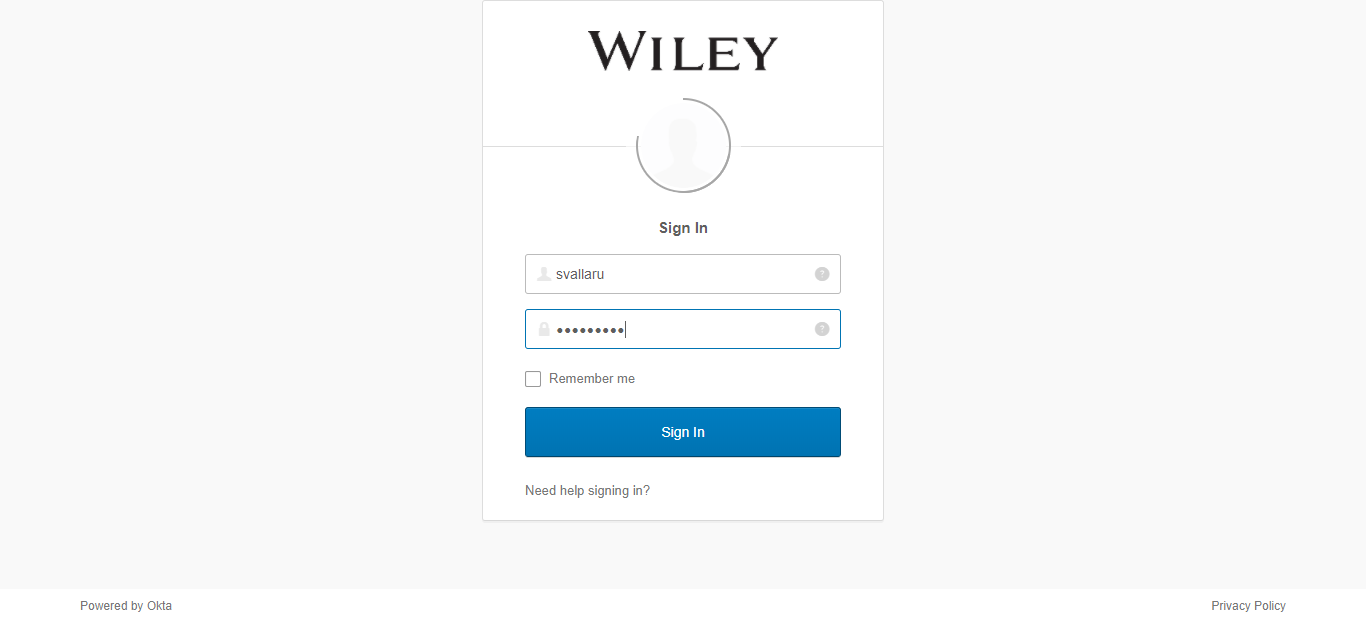 WILEY
Sign In
svallaru
?
•••••••••
?
Remember me
Sign In
Need help signing in?
Powered by Okta
Privacy Policy